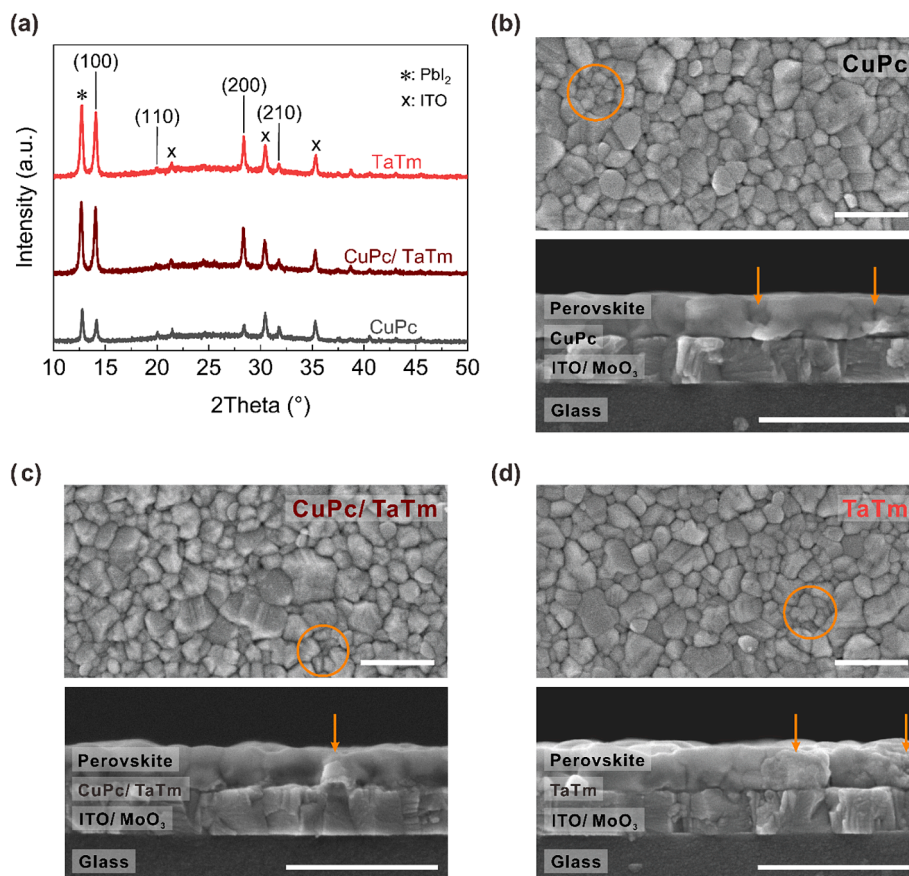 (a)
(100)
*
(110)
x
(200)
x
(210)
x
*: PbI₂
x: ITO
TaTm
CuPc/ TaTm
CuPc
Intensity (a.u.)
10 15 20 25 30 35 40 45 50
2Theta (°)
(b)
CuPc
Perovskite
CuPc
ITO/ MoO₃
Glass
(c)
CuPc/ TaTm
Perovskite
CuPc/ TaTm
ITO/ MoO₃
Glass
(d)
TaTm
Perovskite
TaTm
ITO/ MoO₃
Glass